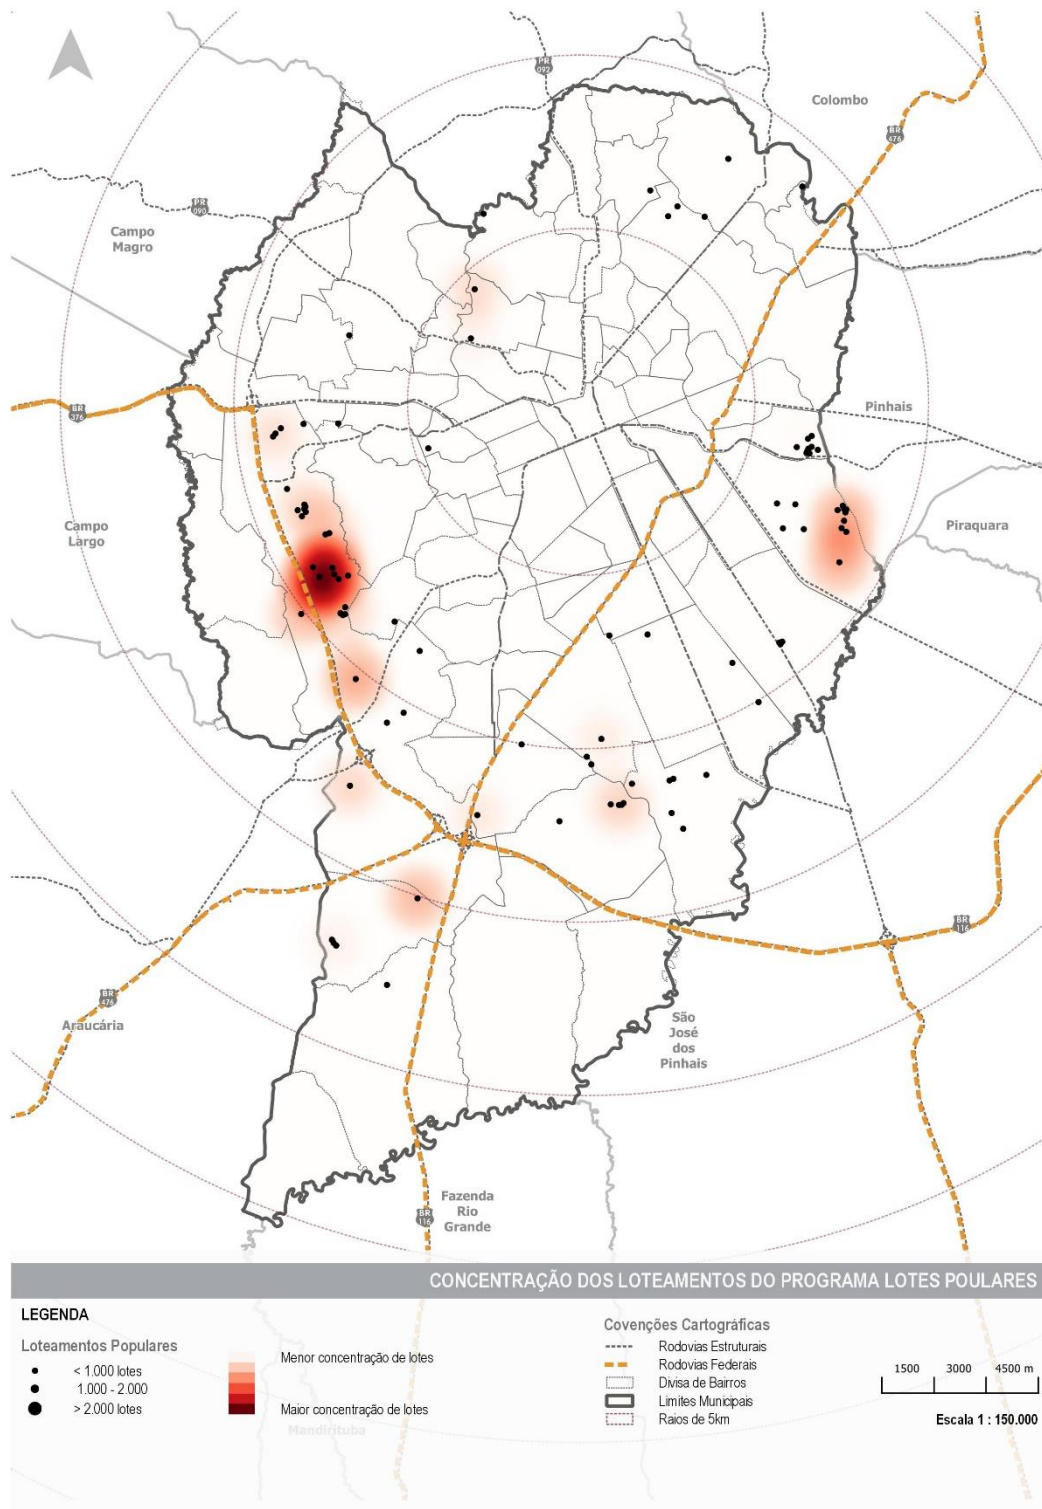 PR
092
Colombo
BR
476
PR
090
Campo
Magro
BR
376
Pinhais
Campo
Largo
Piraquara
BR
116
BR
476
Araucária
São
José
dos
Pinhais
Fazenda
Rio
Grande
BR
116
CONCENTRAÇÃO DOS LOTEAMENTOS DO PROGRAMA LOTES POULARES
LEGENDA
Loteamentos Populares
< 1.000 lotes
1.000 - 2.000
> 2.000 lotes
Menor concentração de lotes
Maior concentração de lotes
Mandirituba
Covenções Cartográficas
Rodovias Estruturais
Rodovias Federais
Divisa de Bairros
Limites Municipais
Raios de 5km
1500 3000 4500 m
Escala 1 : 150.000